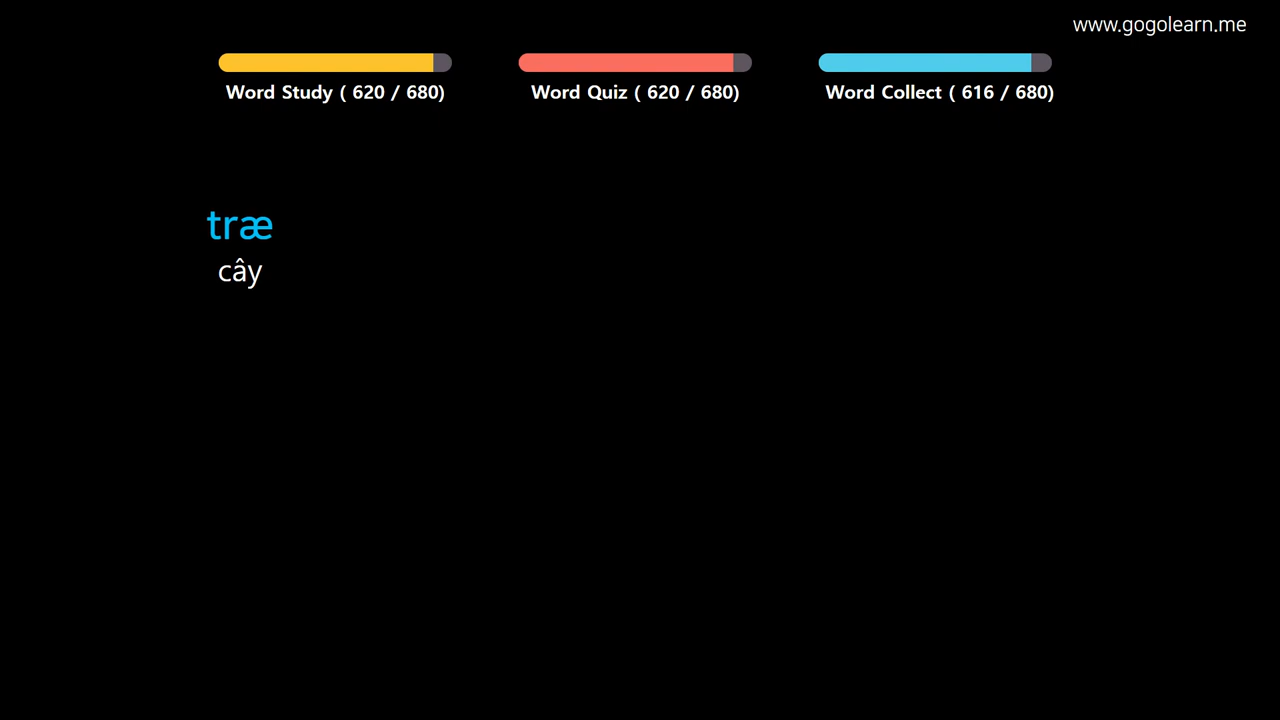 www.gogolearn.me
Word Study ( 620 / 680)
Word Quiz ( 620 / 680)
Word Collect ( 616 / 680)
træ
cây